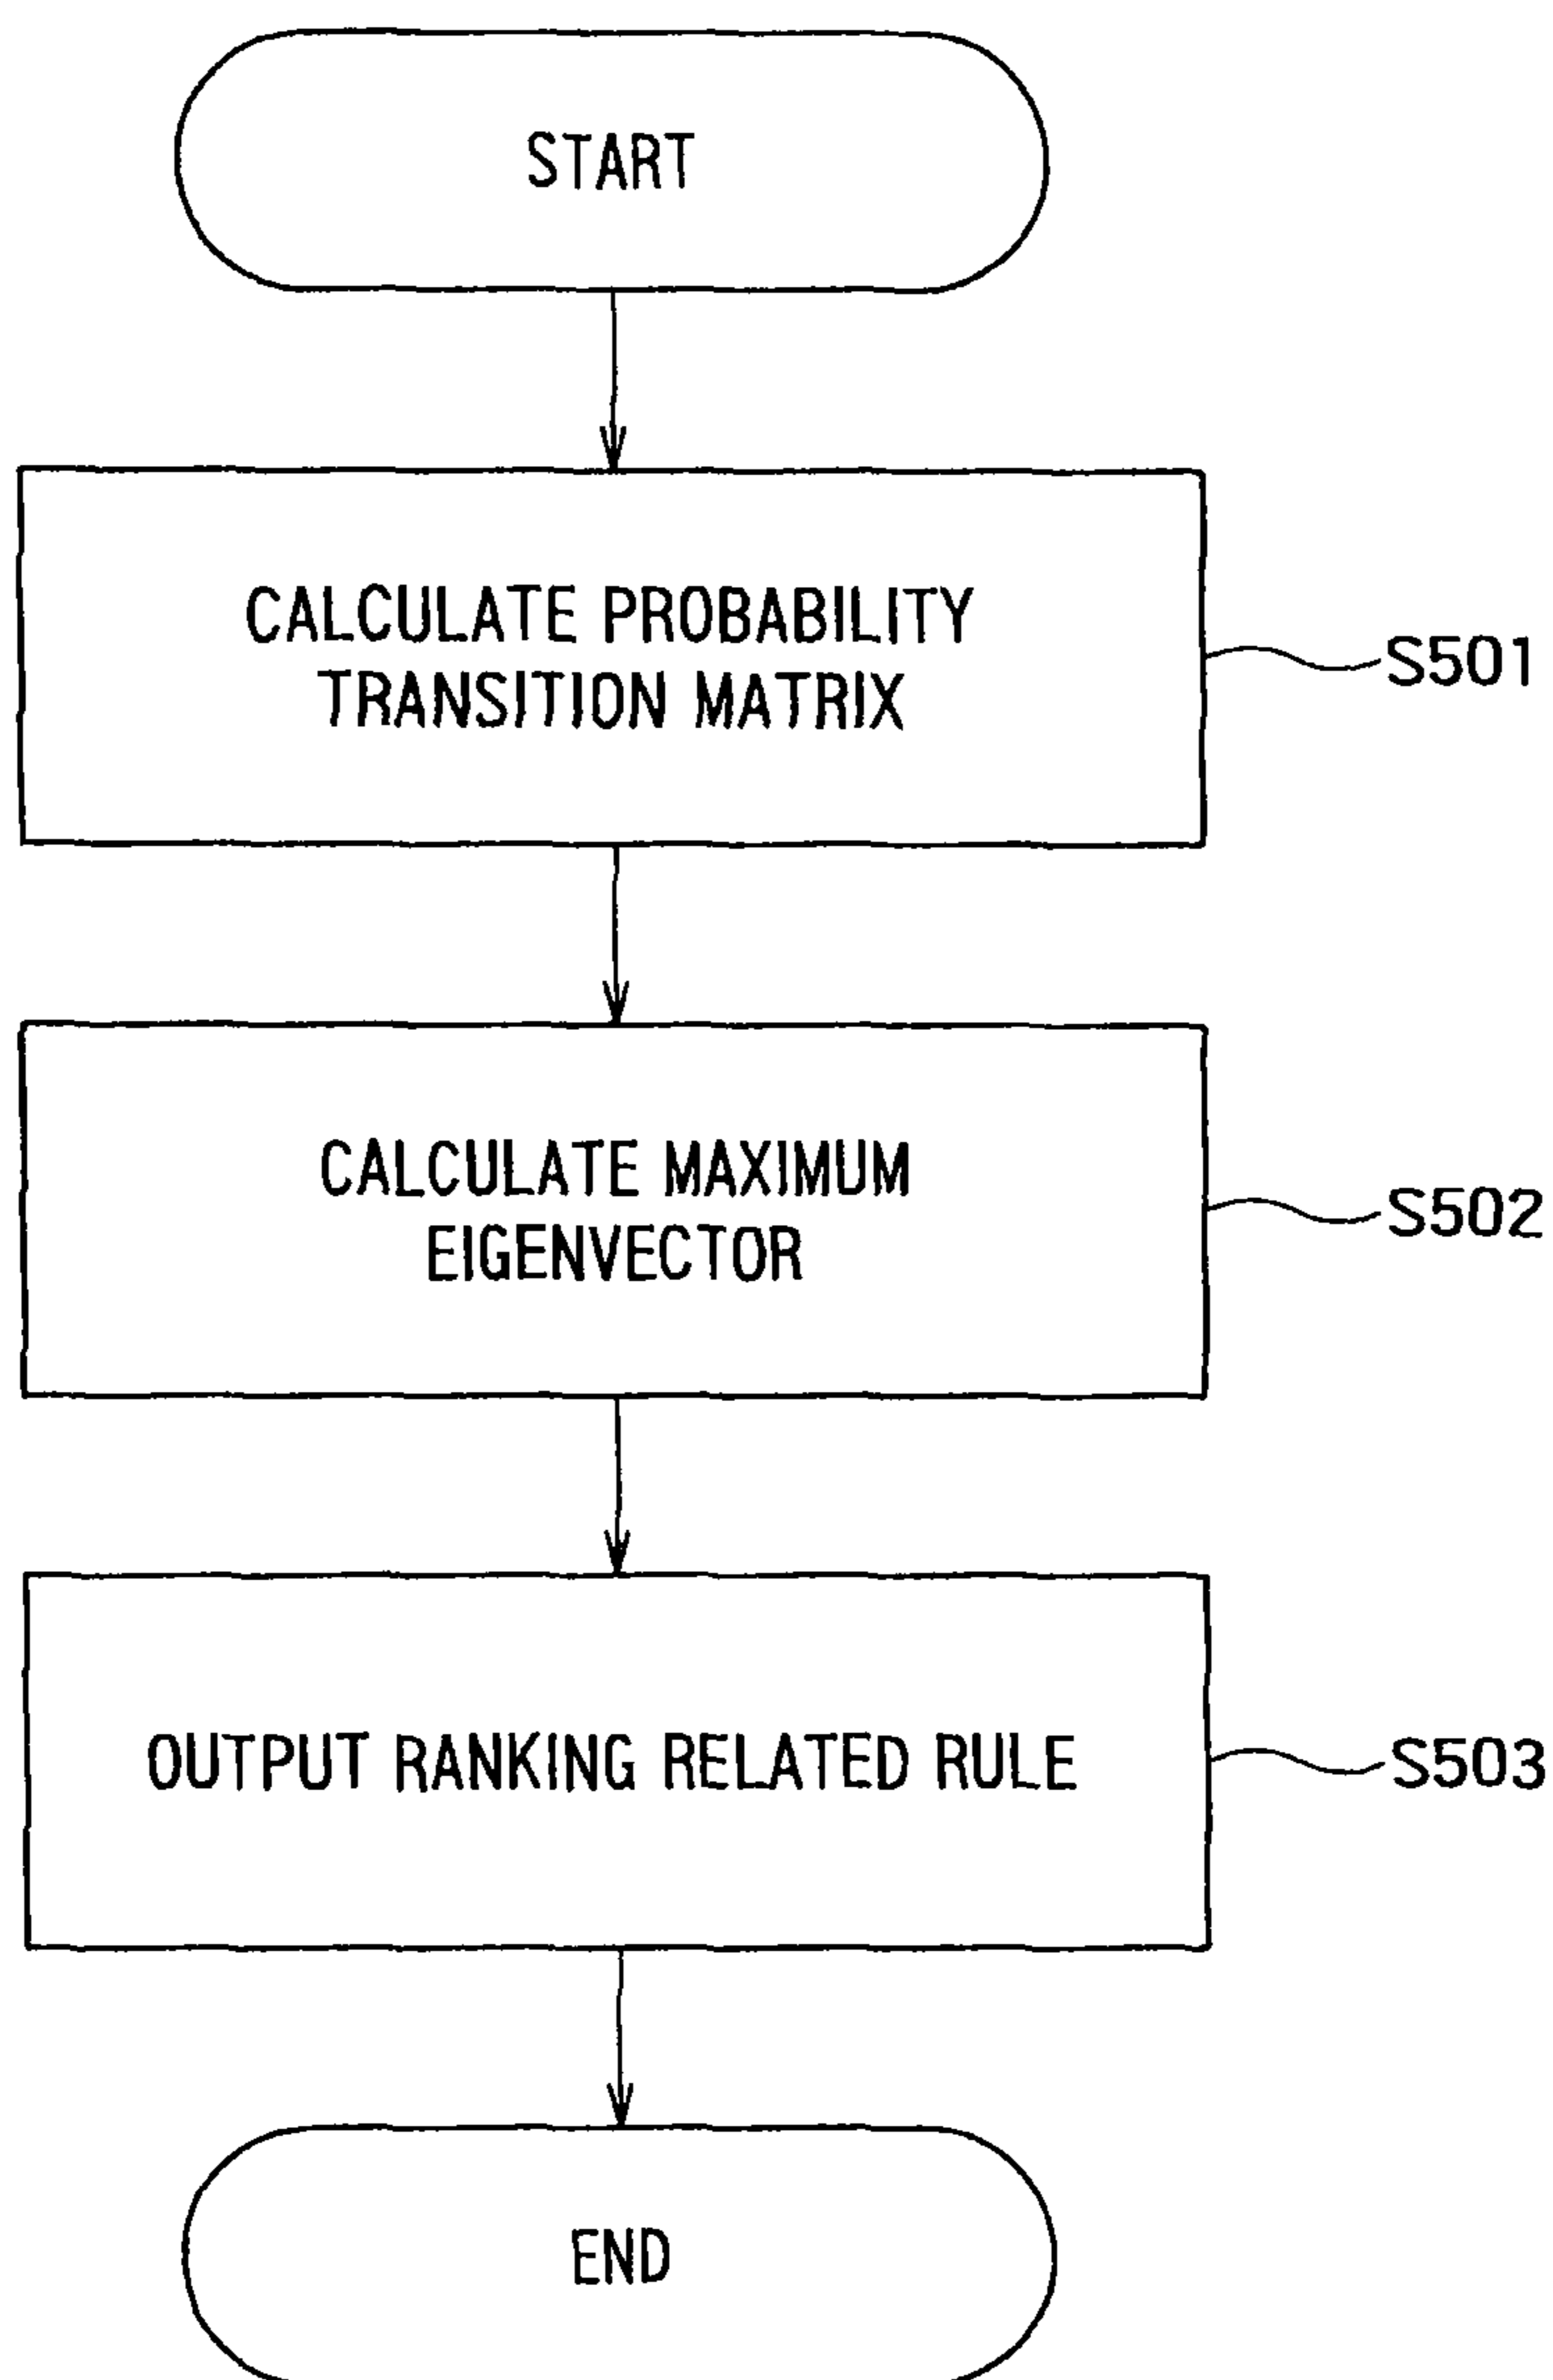 START
CALCULATE PROBABILITY
TRANSITION MATRIX
S501
CALCULATE MAXIMUM
EIGENVECTOR
S502
OUTPUT RANKING RELATED RULE
S503
END